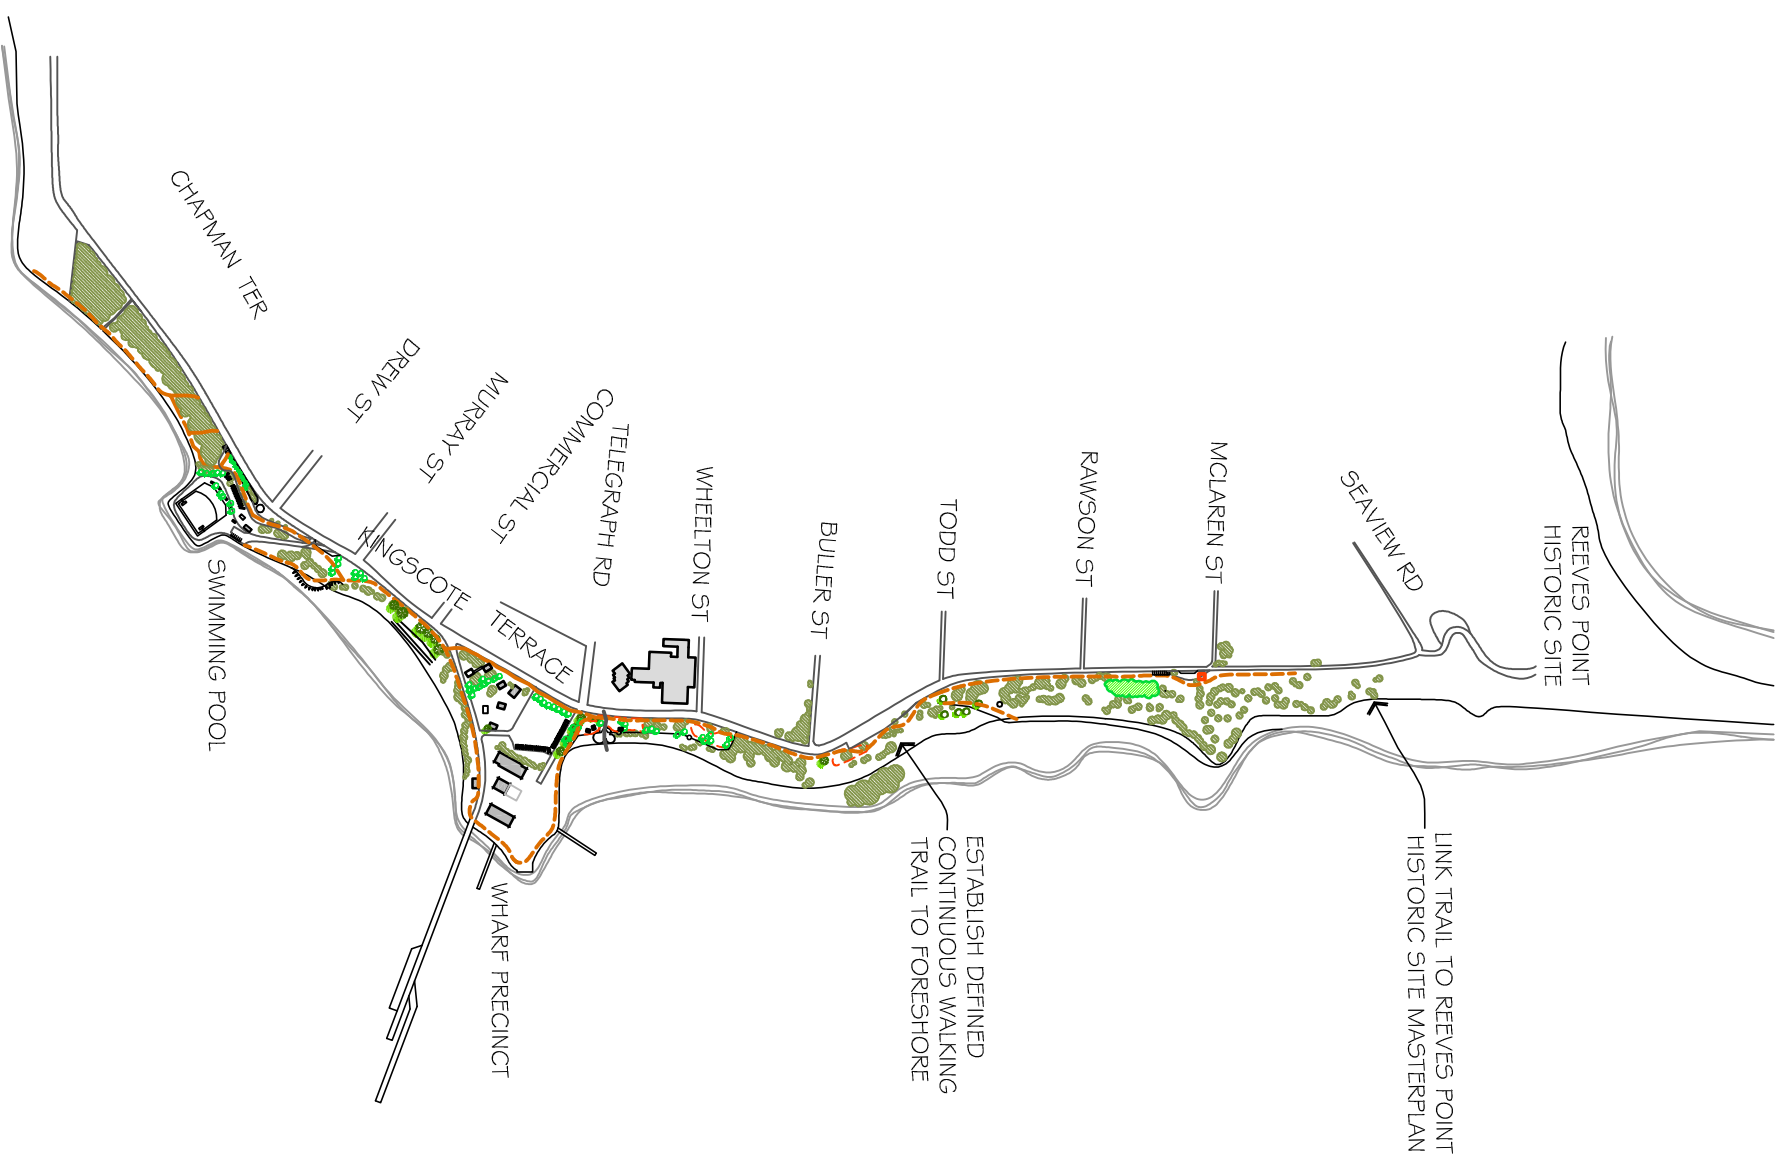 CHAPMAN TER
DREW ST
MURRAY ST
COMMERCIAL ST
TELEGRAPH RD
KINGSCOTE TERRACE
WHEELTON ST
BULLER ST
TODD ST
RAWSON ST
MCLAREN ST
SEAVIEW RD
REEVES POINT
HISTORIC SITE
SWIMMING POOL
WHARF PRECINCT
ESTABLISH DEFINED
CONTINUOUS WALKING
TRAIL TO FORESHORE
LINK TRAIL TO REEVES POINT
HISTORIC SITE MASTERPLAN